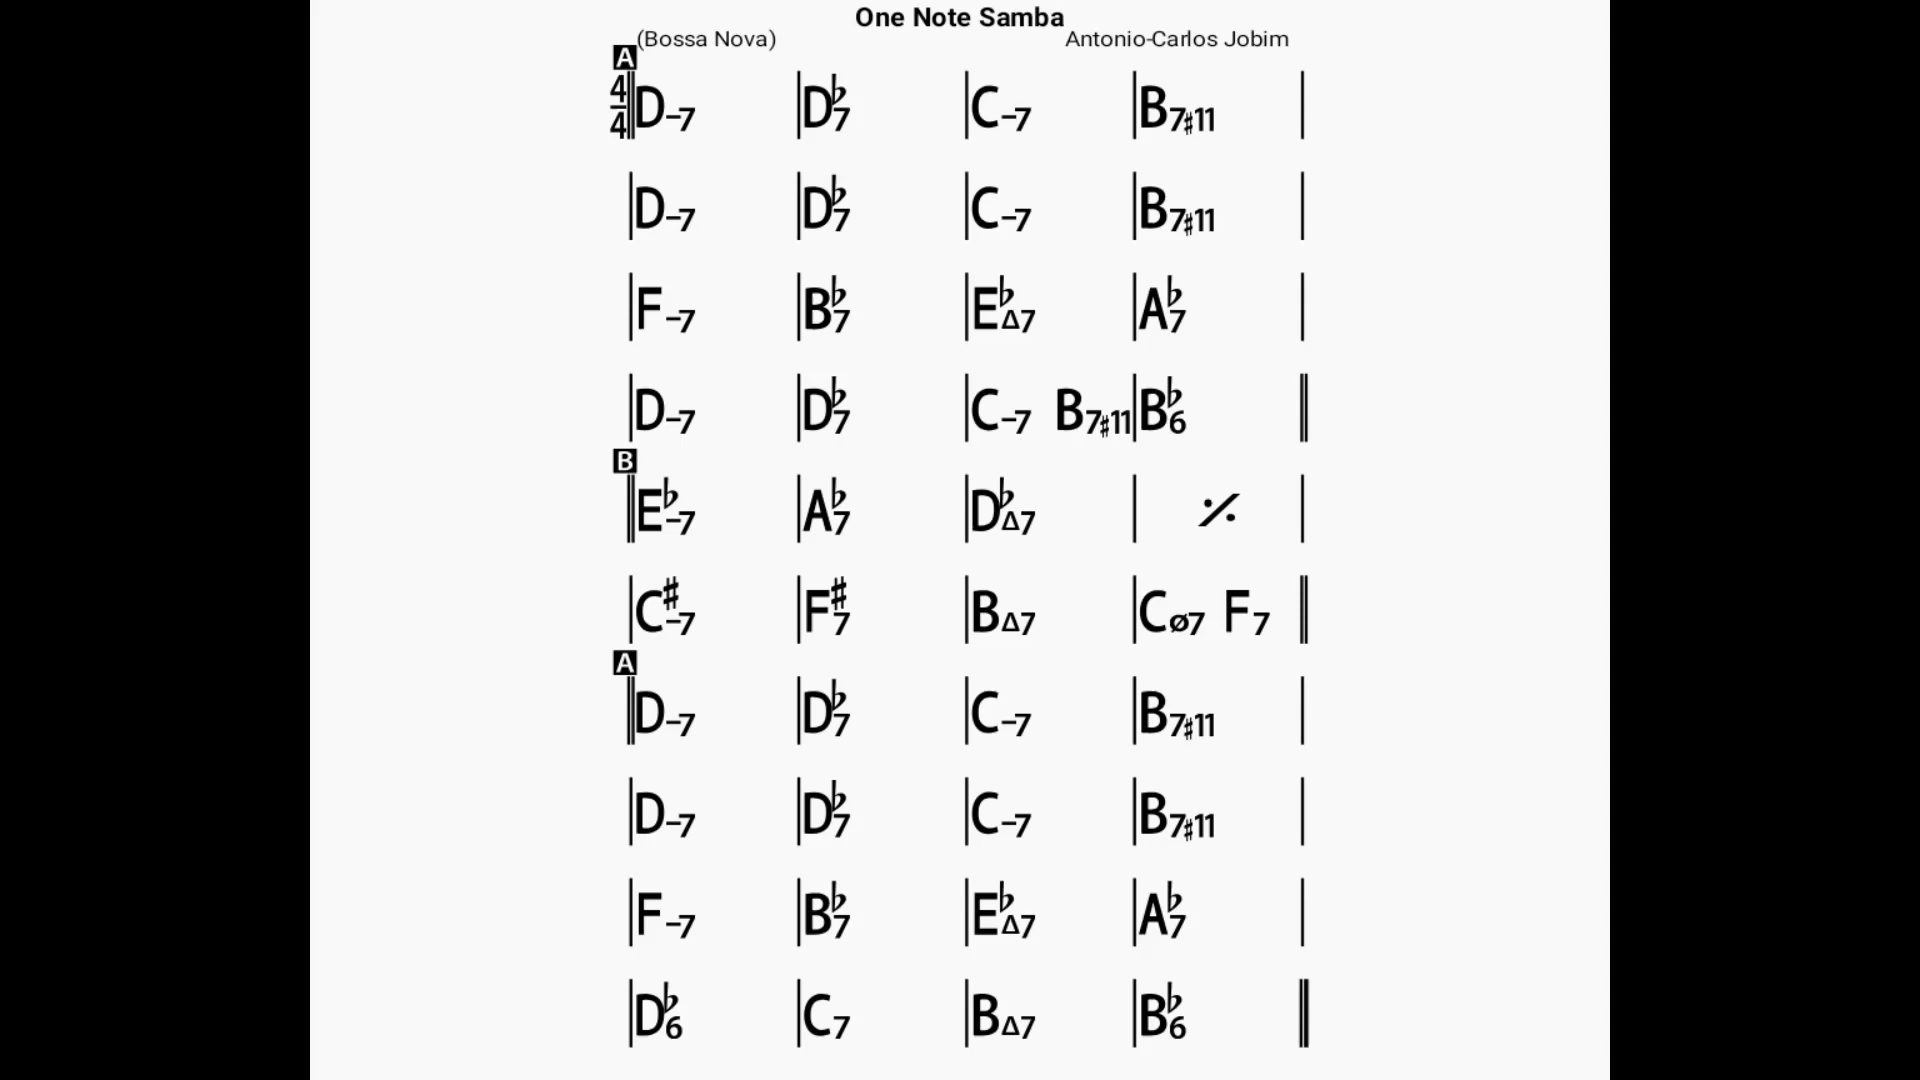 One Note Samba
(Bossa Nova) Antonio-Carlos Jobim
A
4/4 D–7 D♭7 C–7 B7♯11
D–7 D♭7 C–7 B7♯11
F–7 B♭7 E♭Δ7 A♭7
D–7 D♭7 C–7 B7♯11 B♭6
B
E♭–7 A♭7 D♭Δ7 𝄎
C♯–7 F♯7 BΔ7 Cø7 F7
A
D–7 D♭7 C–7 B7♯11
D–7 D♭7 C–7 B7♯11
F–7 B♭7 E♭Δ7 A♭7
D♭6 C7 BΔ7 B♭6